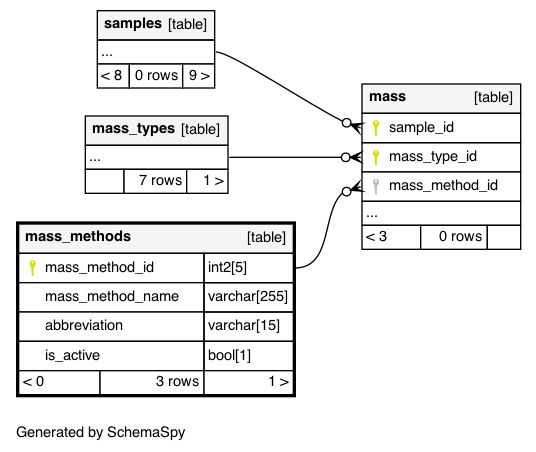 samples [table]
...
< 8 0 rows 9 >
mass_types [table]
...
7 rows 1 >
mass [table]
sample_id
mass_type_id
mass_method_id
...
< 3 0 rows
mass_methods [table]
mass_method_id int2[5]
mass_method_name varchar[255]
abbreviation varchar[15]
is_active bool[1]
< 0 3 rows 1 >
Generated by SchemaSpy